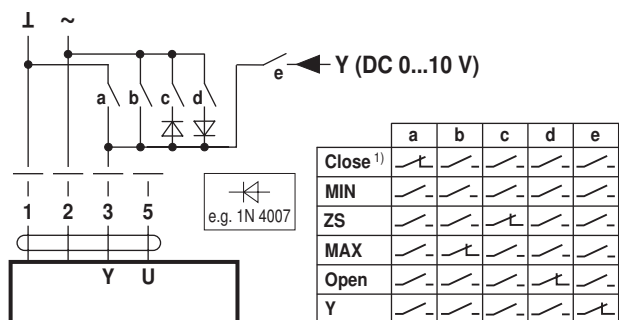 ⊥ ~
e
Y (DC 0...10 V)
a b c d
1 2 3 5
e.g. 1N 4007
Y U
a b c d e
Close 1)
MIN
ZS
MAX
Open
Y